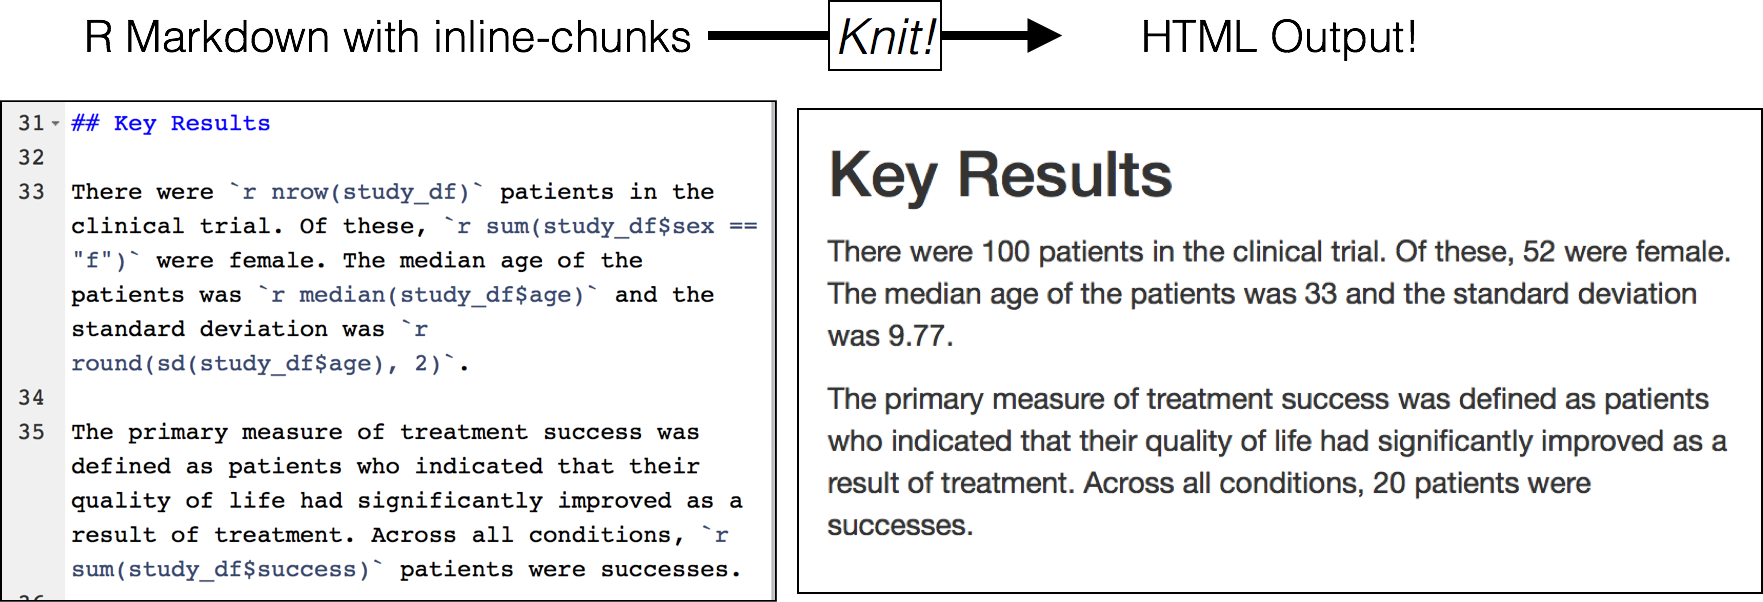 R Markdown with inline-chunks
Knit!
HTML Output!
31 ## Key Results
32
33 There were `r nrow(study_df)` patients in the
clinical trial. Of these, `r sum(study_df$sex ==
"f")` were female. The median age of the
patients was `r median(study_df$age)` and the
standard deviation was `r
round(sd(study_df$age), 2)`.
34
35 The primary measure of treatment success was
defined as patients who indicated that their
quality of life had significantly improved as a
result of treatment. Across all conditions, `r
sum(study_df$success)` patients were successes.
Key Results
There were 100 patients in the clinical trial. Of these, 52 were female.
The median age of the patients was 33 and the standard deviation
was 9.77.
The primary measure of treatment success was defined as patients
who indicated that their quality of life had significantly improved as a
result of treatment. Across all conditions, 20 patients were
successes.